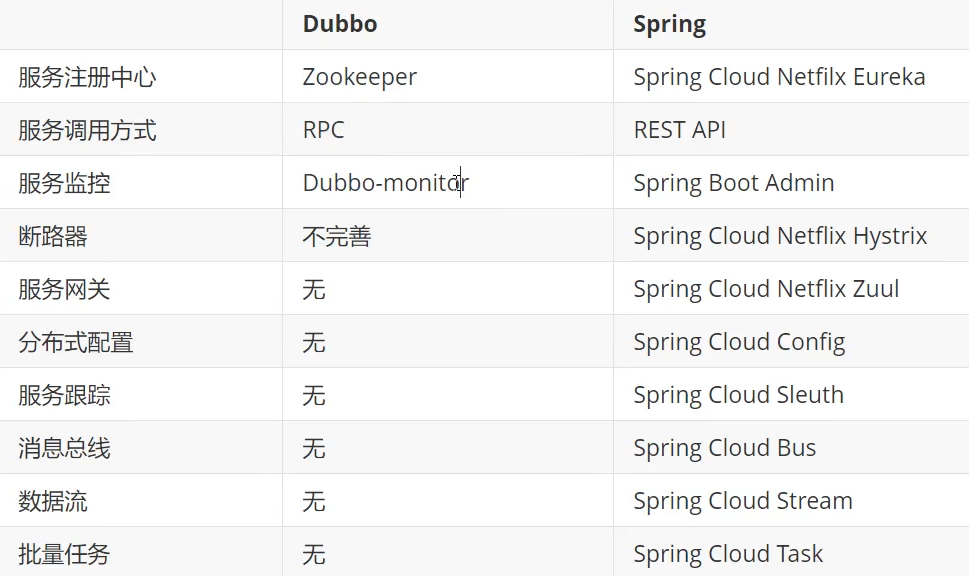 Dubbo Spring
服务注册中心 Zookeeper Spring Cloud Netfilx Eureka
服务调用方式 RPC REST API
服务监控 Dubbo-monitor Spring Boot Admin
断路器 不完善 Spring Cloud Netflix Hystrix
服务网关 无 Spring Cloud Netflix Zuul
分布式配置 无 Spring Cloud Config
服务跟踪 无 Spring Cloud Sleuth
消息总线 无 Spring Cloud Bus
数据流 无 Spring Cloud Stream
批量任务 无 Spring Cloud Task